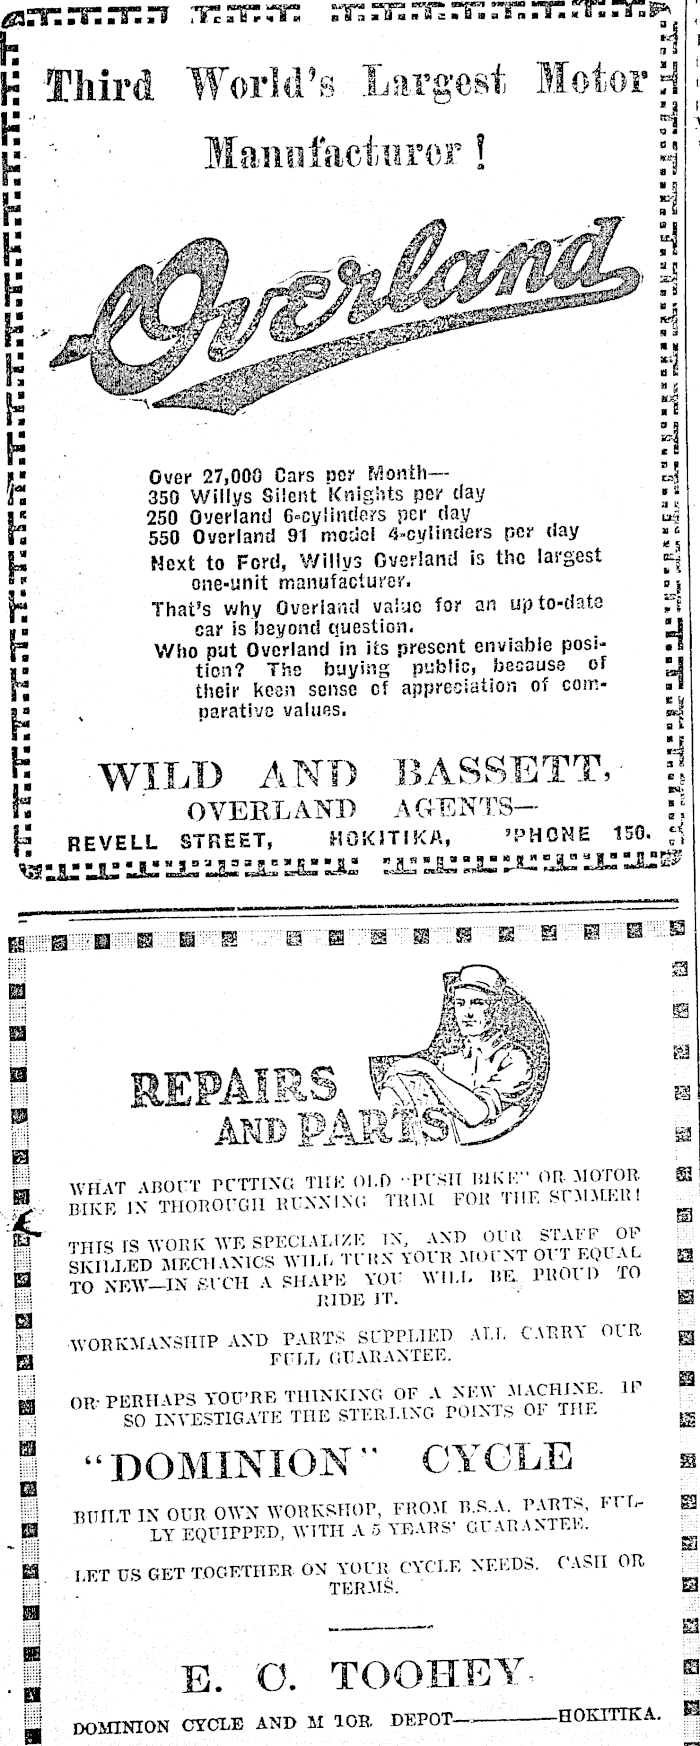 Third World's Largest Motor
Manufacturer!
Overland
Over 27,000 Cars per Month—
350 Willys Silent Knights per day
250 Overland 6-cylinders per day
550 Overland 91 model 4-cylinders per day
Next to Ford, Willys Overland is the largest
one-unit manufacturer.
That's why Overland value for an up to-date
car is beyond question.
Who put Overland in its present enviable posi-
tion? The buying public, because of
their keen sense of appreciation of com-
parative values.
WILD AND BASSETT,
OVERLAND AGENTS—
REVELL STREET, HOKITIKA, 'PHONE 150.
REPAIRS
AND PARTS
WHAT ABOUT PUTTING THE OLD "PUSH BIKE" OR MOTOR
BIKE IN THOROUGH RUNNING TRIM FOR THE SUMMER!
THIS IS WORK WE SPECIALIZE IN, AND OUR STAFF OF
SKILLED MECHANICS WILL TURN YOUR MOUNT OUT EQUAL
TO NEW—IN SUCH A SHAPE YOU WILL BE PROUD TO
RIDE IT.
WORKMANSHIP AND PARTS SUPPLIED ALL CARRY OUR
FULL GUARANTEE.
OR PERHAPS YOU'RE THINKING OF A NEW MACHINE. IF
SO INVESTIGATE THE STERLING POINTS OF THE
"DOMINION" CYCLE
BUILT IN OUR OWN WORKSHOP, FROM B.S.A. PARTS, FUL-
LY EQUIPPED, WITH A 5 YEARS' GUARANTEE.
LET US GET TOGETHER ON YOUR CYCLE NEEDS. CASH OR
TERMS.
E. C. TOOHEY,
DOMINION CYCLE AND M TOR DEPOT————HOKITIKA.